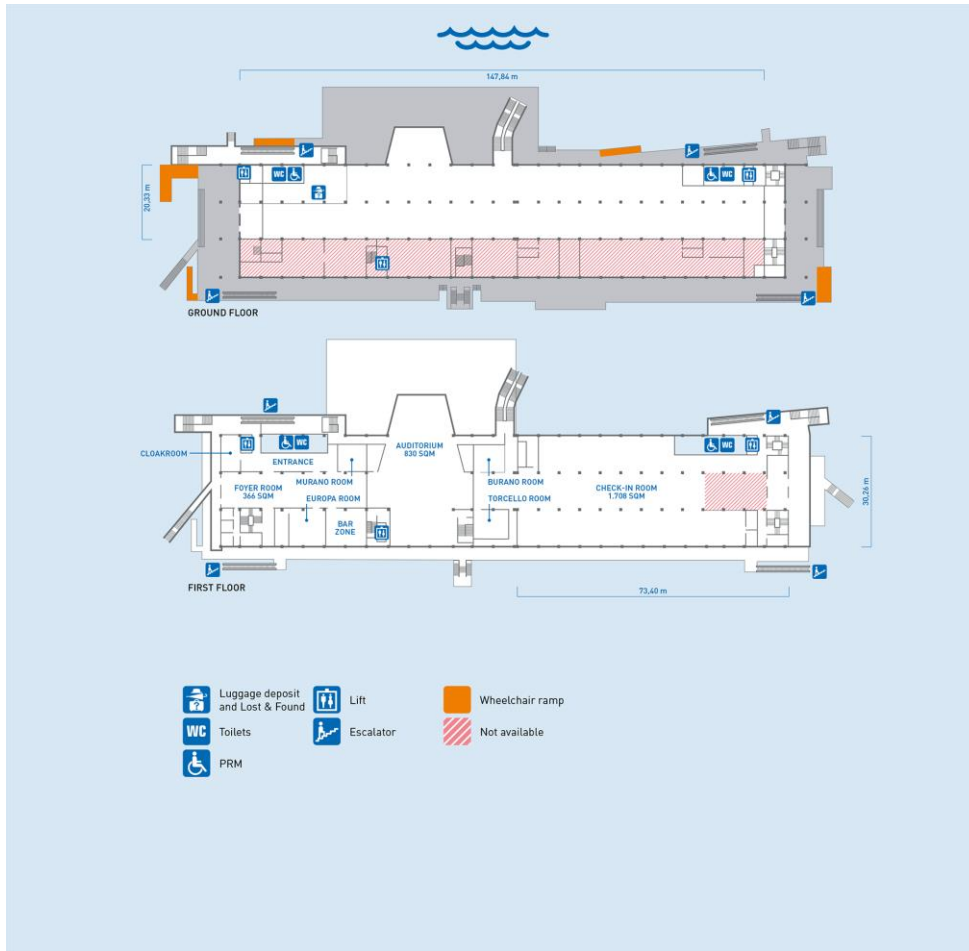 147,84 m
20,33 m
WC
WC
GROUND FLOOR
WC
WC
CLOAKROOM
ENTRANCE
AUDITORIUM
830 SQM
MURANO ROOM
BURANO ROOM
FOYER ROOM
366 SQM
EUROPA ROOM
TORCELLO ROOM
CHECK-IN ROOM
1.708 SQM
BAR
ZONE
30,26 m
FIRST FLOOR
73,40 m
?
Luggage deposit
and Lost & Found
Lift
Wheelchair ramp
WC
Toilets
Escalator
Not available
PRM